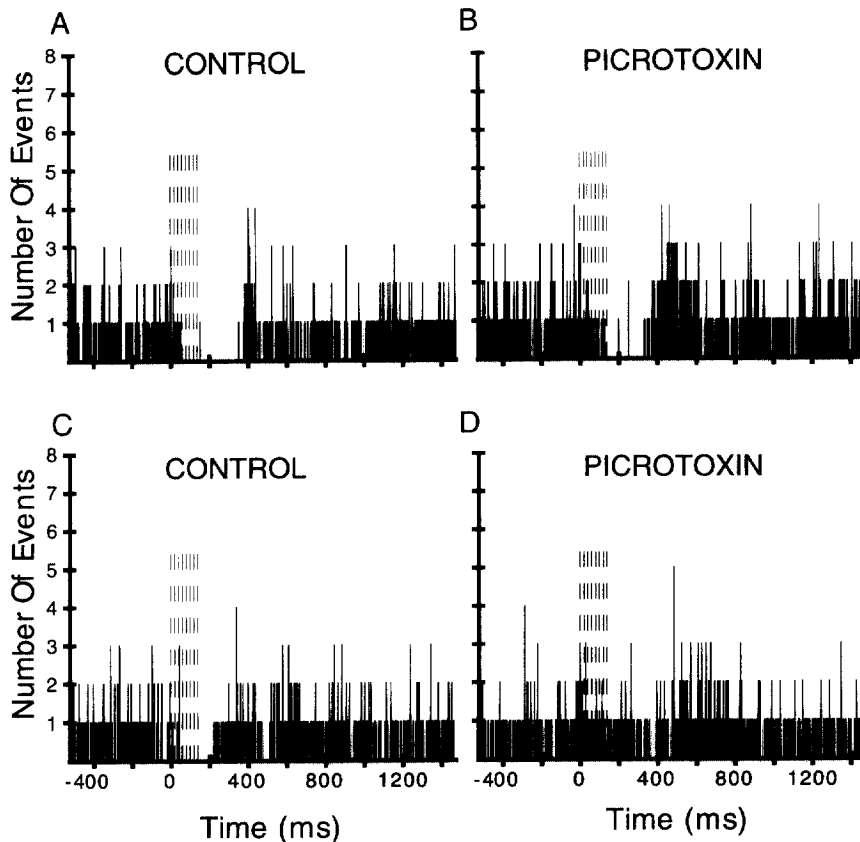 A
CONTROL
8
7
6
5
4
3
2
1
Number Of Events
B
PICROTOXIN
C
CONTROL
8
7
6
5
4
3
2
1
Number Of Events
-400 0 400 800 1200
Time (ms)
D
PICROTOXIN
-400 0 400 800 1200
Time (ms)